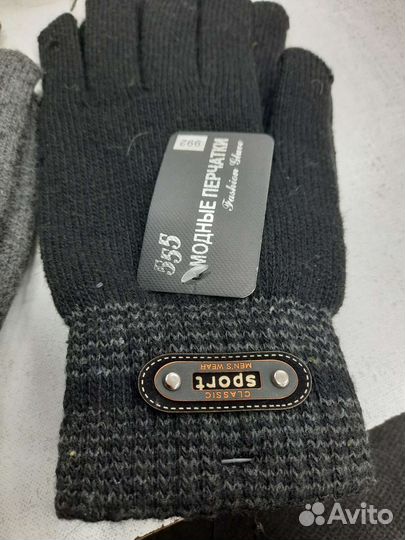 992
555
МОДНЫЕ ПЕРЧАТКИ
Fashion Glove
CLASSIC
sport
MEN'S WEAR
Avito